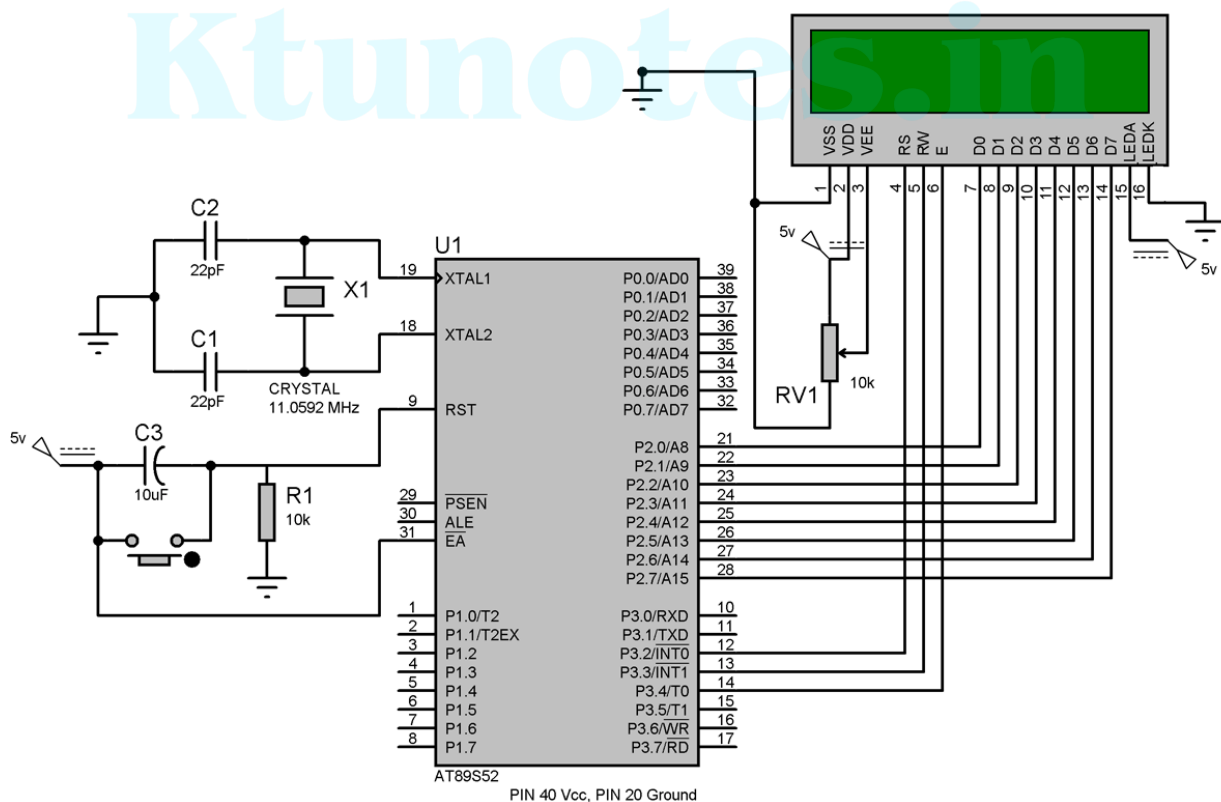 Ktunotes.in
VSS
VDD
VEE
RS
RW
E
D0
D1
D2
D3
D4
D5
D6
D7
LEDA
LEDK
1
2
3
4
5
6
7
8
9
10
11
12
13
14
15
16
5v
5v
RV1
10k
C2
22pF
C1
22pF
X1
CRYSTAL
11.0592 MHz
5v
C3
10uF
R1
10k
U1
19 XTAL1
18 XTAL2
9 RST
29 PSEN
30 ALE
31 EA
1 P1.0/T2
2 P1.1/T2EX
3 P1.2
4 P1.3
5 P1.4
6 P1.5
7 P1.6
8 P1.7
P0.0/AD0 39
P0.1/AD1 38
P0.2/AD2 37
P0.3/AD3 36
P0.4/AD4 35
P0.5/AD5 34
P0.6/AD6 33
P0.7/AD7 32
P2.0/A8 21
P2.1/A9 22
P2.2/A10 23
P2.3/A11 24
P2.4/A12 25
P2.5/A13 26
P2.6/A14 27
P2.7/A15 28
P3.0/RXD 10
P3.1/TXD 11
P3.2/INT0 12
P3.3/INT1 13
P3.4/T0 14
P3.5/T1 15
P3.6/WR 16
P3.7/RD 17
AT89S52
PIN 40 Vcc, PIN 20 Ground